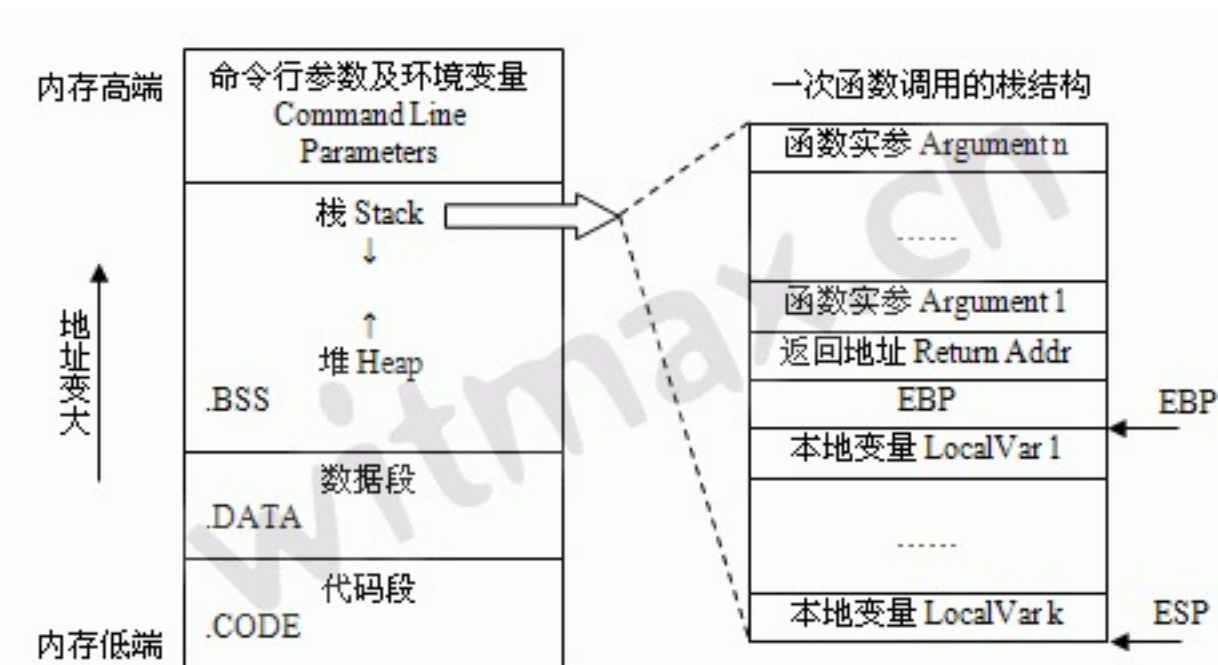 内存高端
命令行参数及环境变量
Command Line
Parameters
栈 Stack
↓
↑
堆 Heap
.BSS
数据段
.DATA
代码段
.CODE
内存低端
地址变大
一次函数调用的栈结构
函数实参 Argument n
......
函数实参 Argument 1
返回地址 Return Addr
EBP
EBP
本地变量 LocalVar 1
......
本地变量 LocalVar k
ESP
witmax.cn